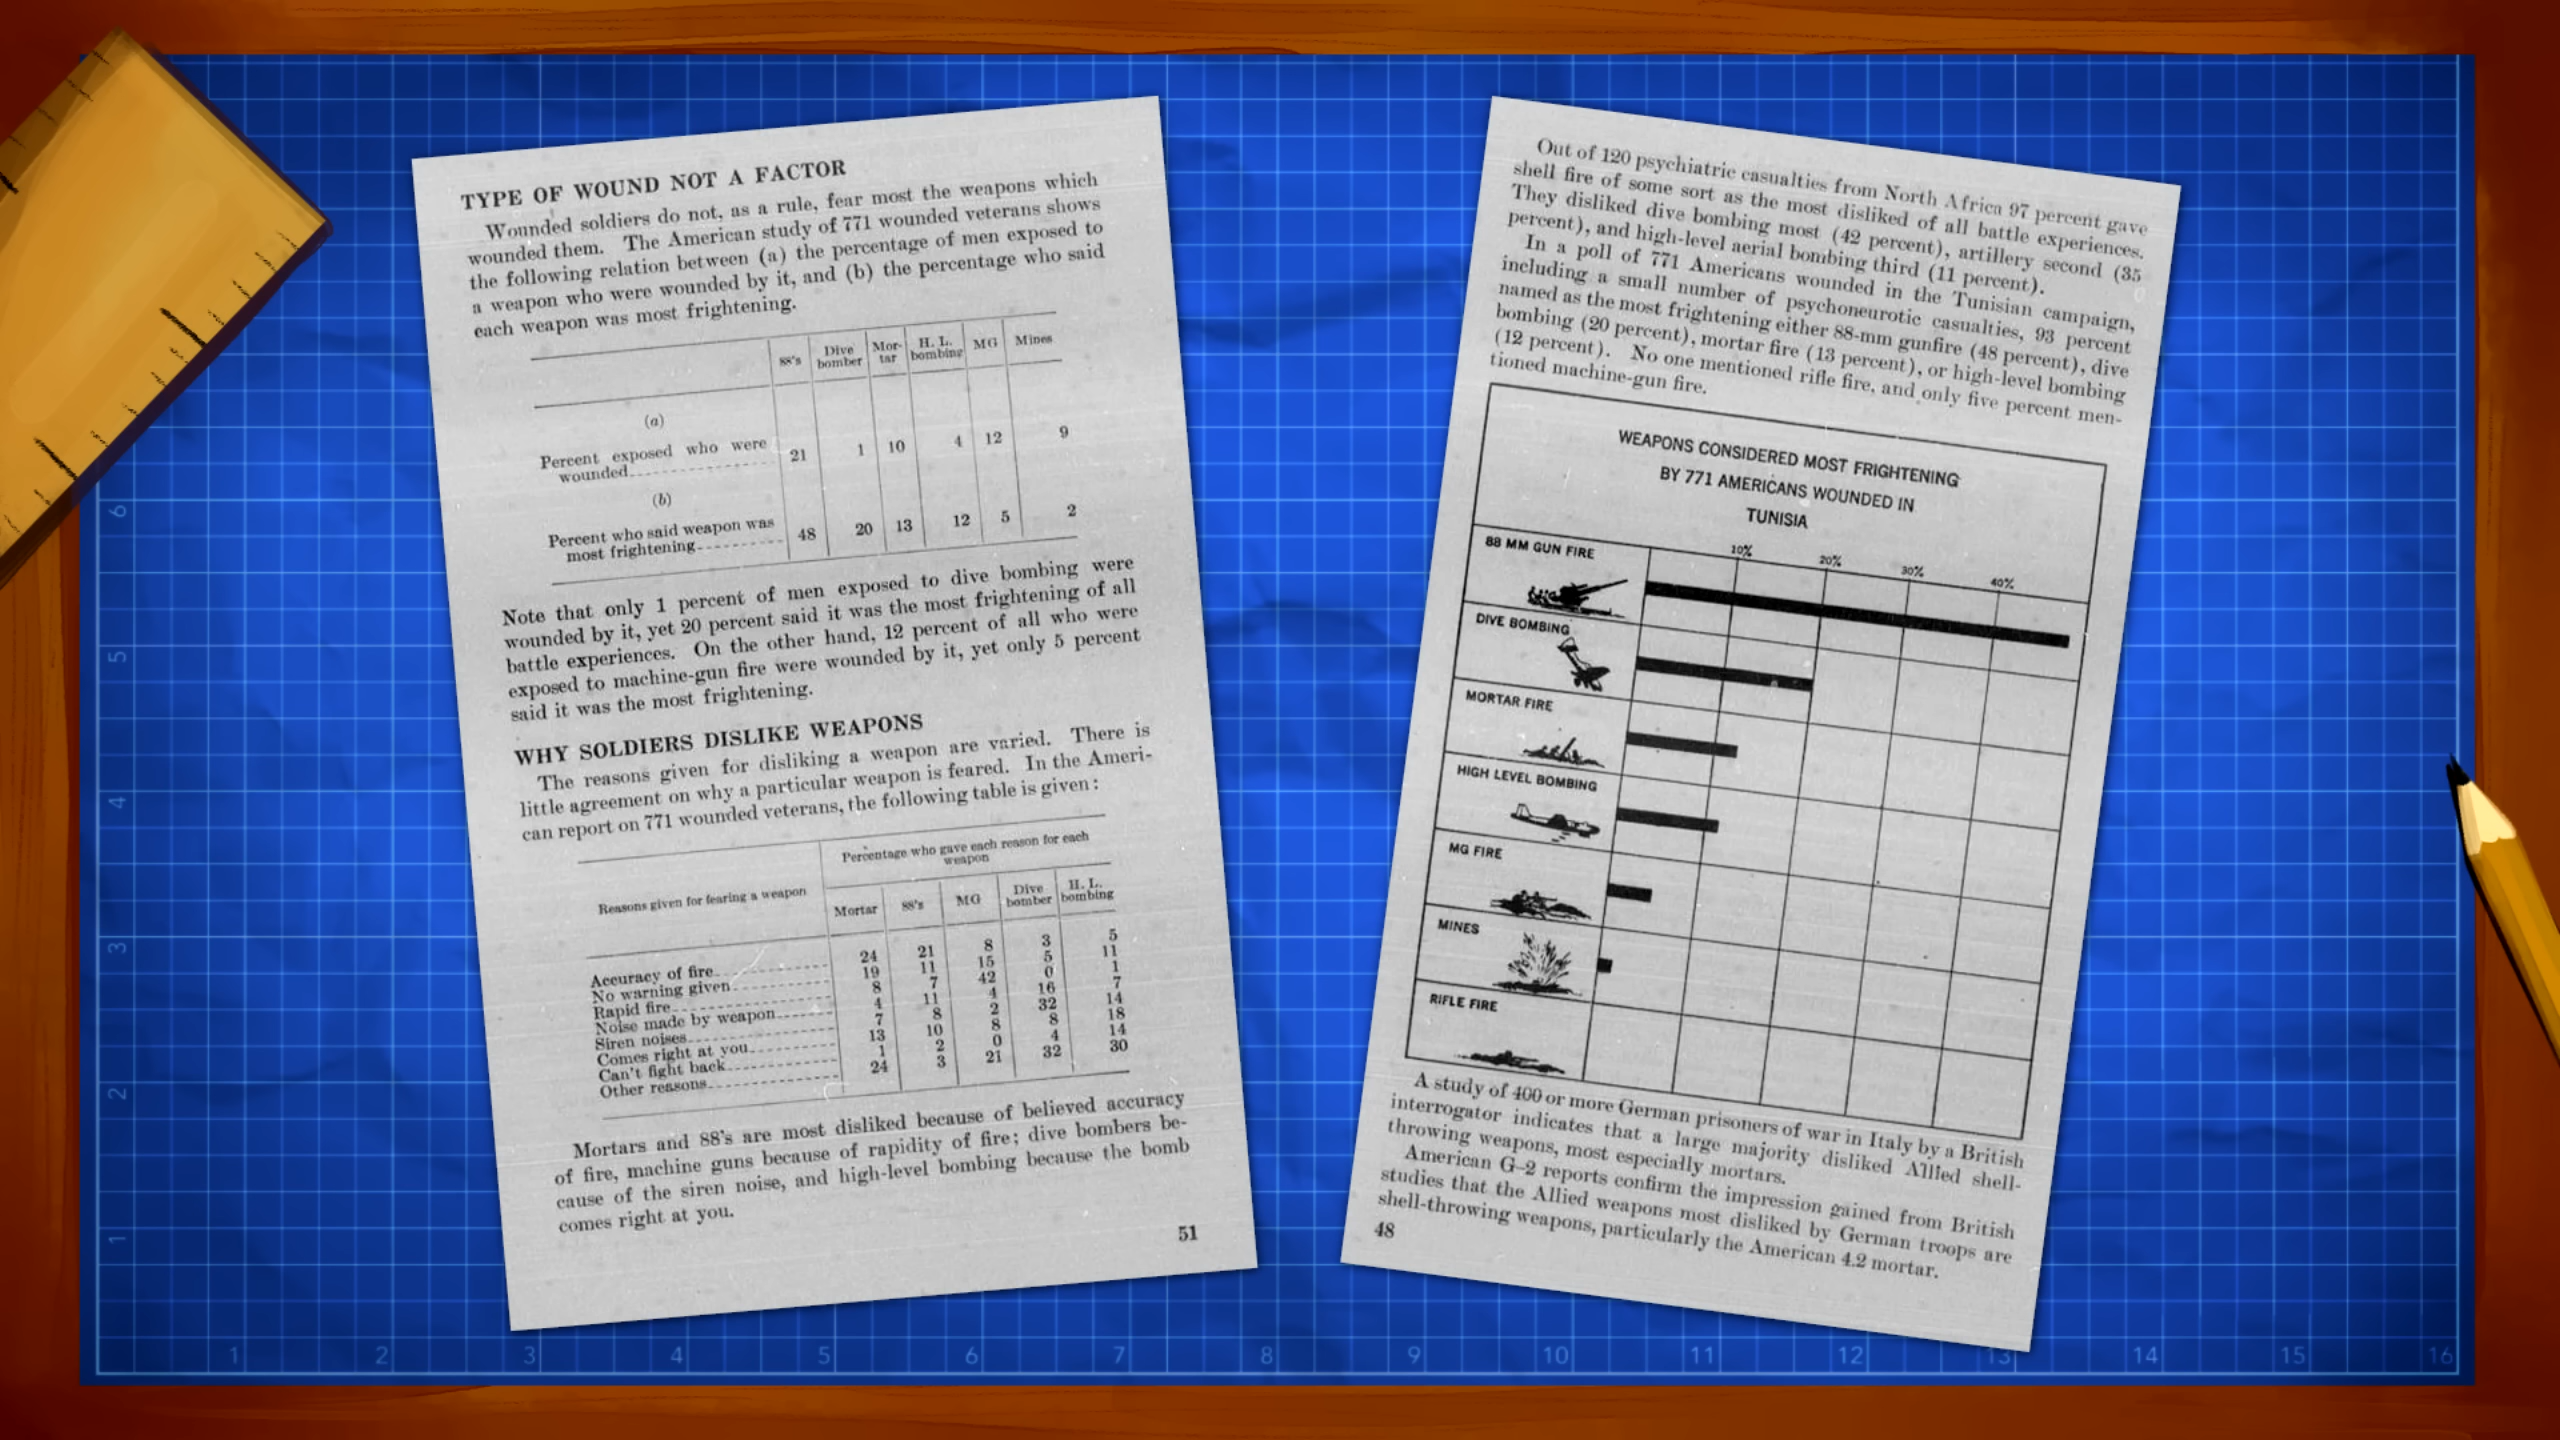 TYPE OF WOUND NOT A FACTOR
Wounded soldiers do not, as a rule, fear most the weapons which
wounded them. The American study of 771 wounded veterans shows
the following relation between (a) the percentage of men exposed to
a weapon who were wounded by it, and (b) the percentage who said
each weapon was most frightening.
88's Dive bomber Mor-tar H. L. bombing MG Mines
(a)
Percent exposed who were
wounded 21 1 10 4 12 9
(b)
Percent who said weapon was
most frightening 48 20 13 12 5 2
Note that only 1 percent of men exposed to dive bombing were
wounded by it, yet 20 percent said it was the most frightening of all
battle experiences. On the other hand, 12 percent of all who were
exposed to machine-gun fire were wounded by it, yet only 5 percent
said it was the most frightening.
WHY SOLDIERS DISLIKE WEAPONS
The reasons given for disliking a weapon are varied. There is
little agreement on why a particular weapon is feared. In the Ameri-
can report on 771 wounded veterans, the following table is given:
Reasons given for fearing a weapon
Percentage who gave each reason for each
weapon
Mortar 88's MG Dive bomber H. L. bombing
Accuracy of fire 24 21 8 3 5
No warning given 19 11 15 5 11
Rapid fire 8 7 42 0 1
Noise made by weapon 4 11 4 16 7
Siren noises 7 8 2 32 14
Comes right at you 13 10 8 8 18
Can't fight back 1 2 0 4 14
Other reasons 24 3 21 32 30
Mortars and 88's are most disliked because of believed accuracy
of fire, machine guns because of rapidity of fire; dive bombers be-
cause of the siren noise, and high-level bombing because the bomb
comes right at you.
51
Out of 120 psychiatric casualties from North Africa 97 percent gave
shell fire of some sort as the most disliked of all battle experiences.
They disliked dive bombing most (42 percent), artillery second (35
percent), and high-level aerial bombing third (11 percent).
In a poll of 771 Americans wounded in the Tunisian campaign,
including a small number of psychoneurotic casualties, 93 percent
named as the most frightening either 88-mm gunfire (48 percent), dive
bombing (20 percent), mortar fire (13 percent), or high-level bombing
(12 percent). No one mentioned rifle fire, and only five percent men-
tioned machine-gun fire.
WEAPONS CONSIDERED MOST FRIGHTENING
BY 771 AMERICANS WOUNDED IN
TUNISIA
10% 20% 30% 40%
88 MM GUN FIRE
DIVE BOMBING
MORTAR FIRE
HIGH LEVEL BOMBING
MG FIRE
MINES
RIFLE FIRE
A study of 400 or more German prisoners of war in Italy by a British
interrogator indicates that a large majority disliked Allied shell-
throwing weapons, most especially mortars.
American G-2 reports confirm the impression gained from British
studies that the Allied weapons most disliked by German troops are
shell-throwing weapons, particularly the American 4.2 mortar.
48
6
5
4
3
2
1
1 2 3 4 5 6 7 8 9 10 11 12 13 14 15 16